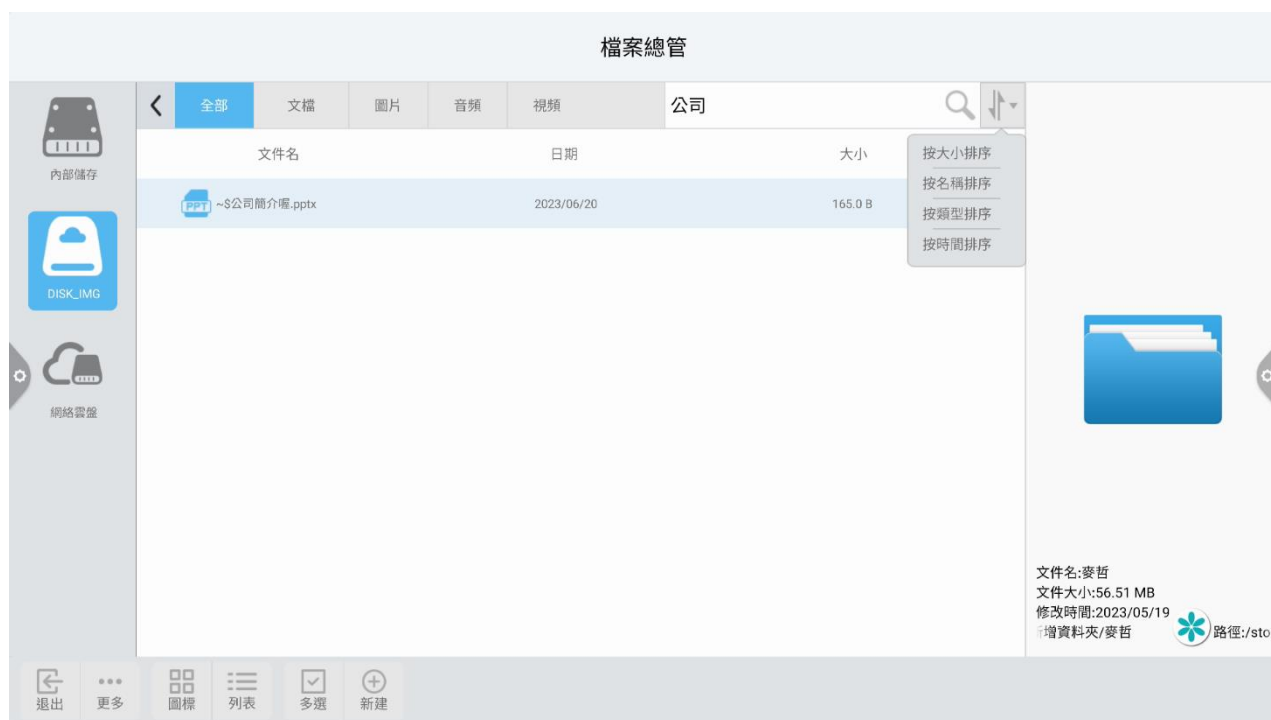 檔案總管
內部儲存
DISK_IMG
網絡雲盤
全部 文檔 圖片 音頻 視頻 公司
文件名 日期 大小
PPT ~$公司簡介喔.pptx 2023/06/20 165.0 B
按大小排序
按名稱排序
按類型排序
按時間排序
文件名:麥哲
文件大小:56.51 MB
修改時間:2023/05/19
增資料夾/麥哲 路徑:/sto
退出 更多 圖標 列表 多選 新建